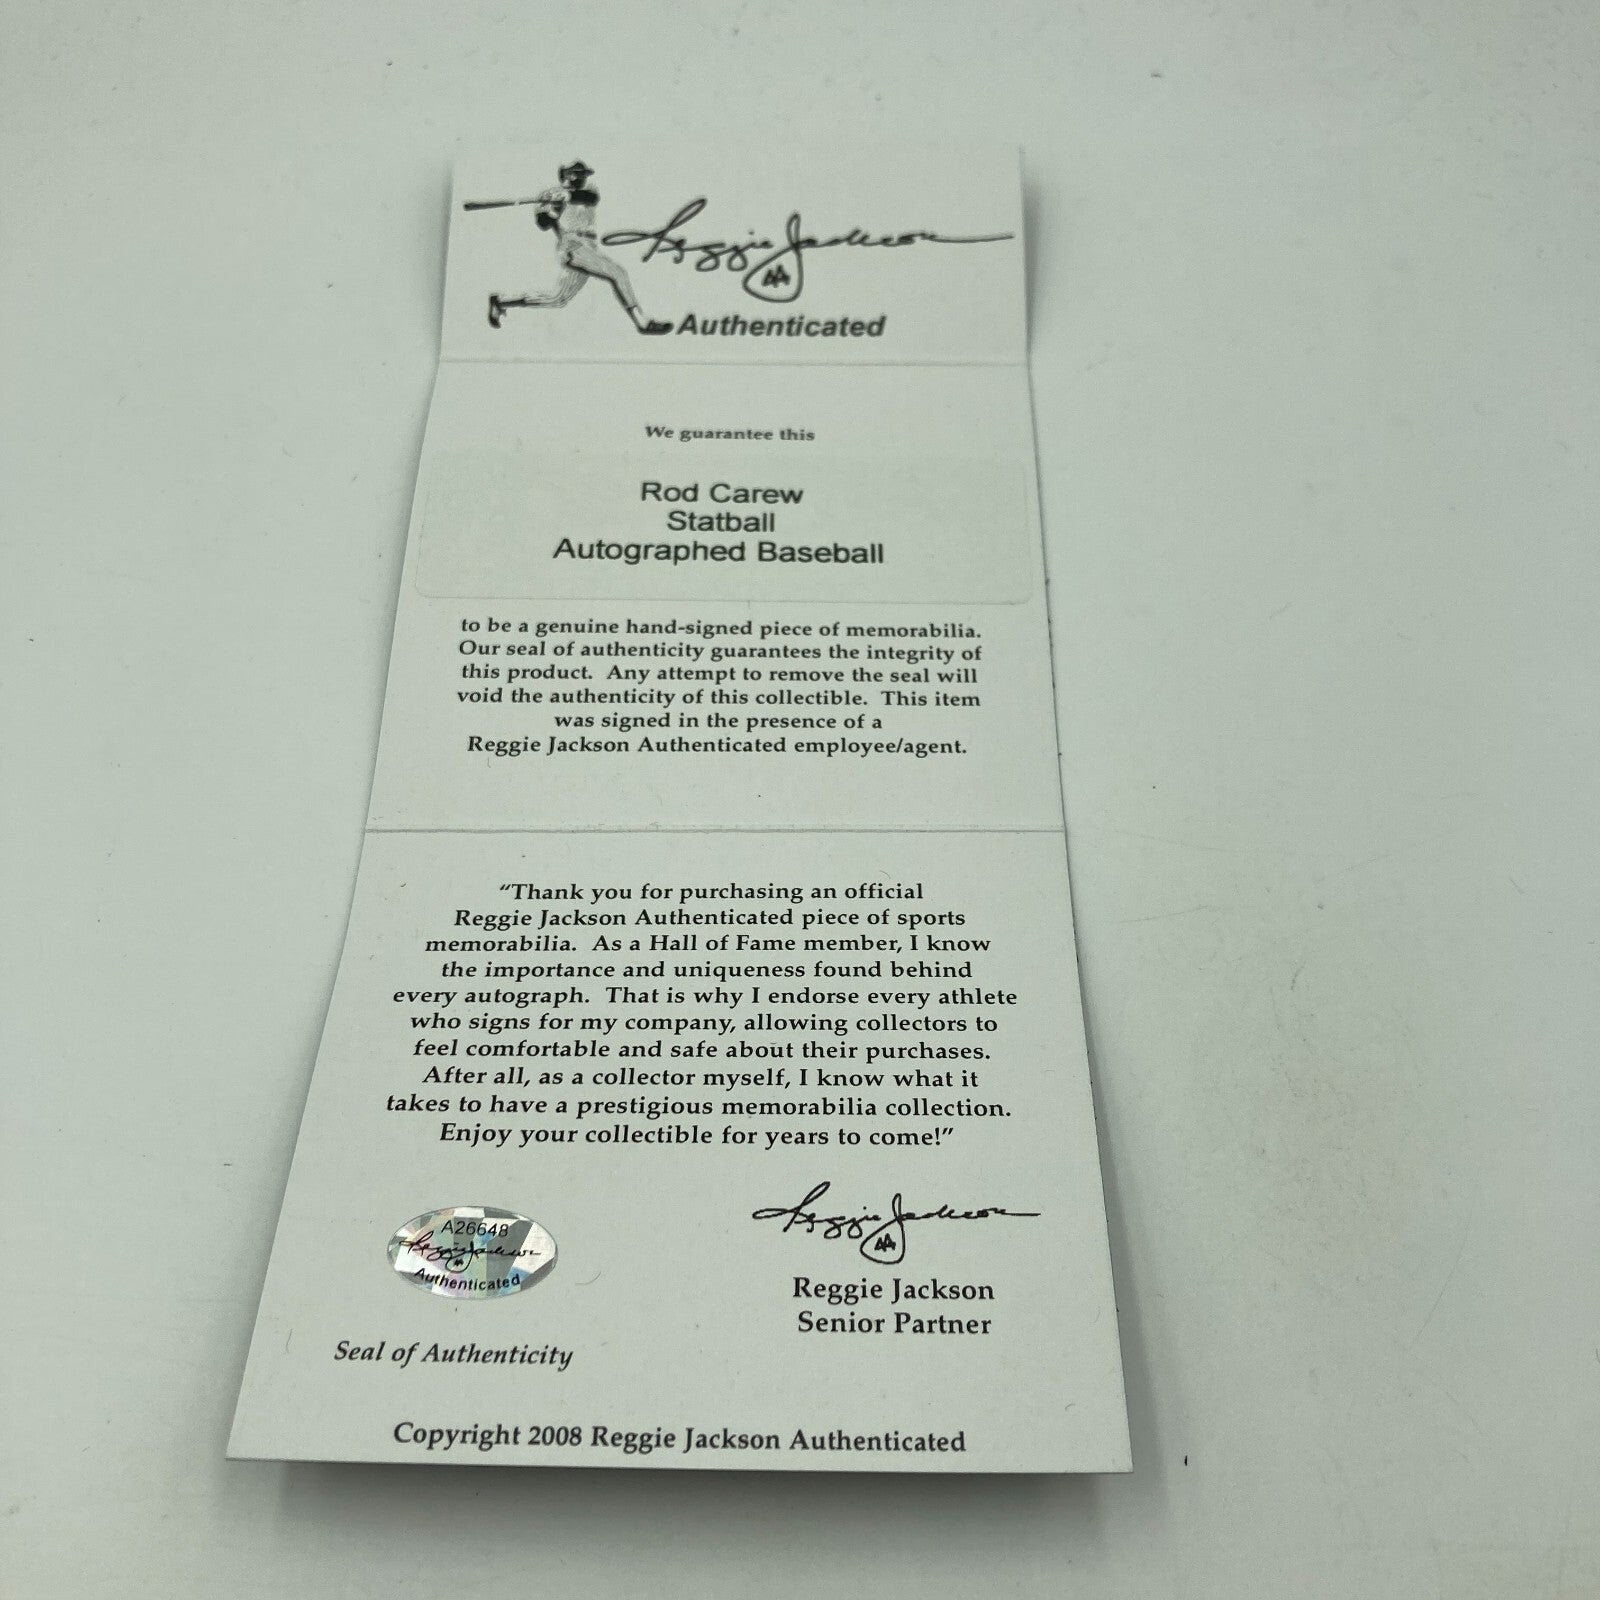 Reggie Jackson
Authenticated
We guarantee this
Rod Carew
Statball
Autographed Baseball
to be a genuine hand-signed piece of memorabilia.
Our seal of authenticity guarantees the integrity of
this product.  Any attempt to remove the seal will
void the authenticity of this collectible.  This item
was signed in the presence of a
Reggie Jackson Authenticated employee/agent.
“Thank you for purchasing an official
Reggie Jackson Authenticated piece of sports
memorabilia.  As a Hall of Fame member, I know
the importance and uniqueness found behind
every autograph.  That is why I endorse every athlete
who signs for my company, allowing collectors to
feel comfortable and safe about their purchases.
After all, as a collector myself, I know what it
takes to have a prestigious memorabilia collection.
Enjoy your collectible for years to come!”
A26648
Reggie Jackson
Authenticated
Seal of Authenticity
Reggie Jackson
Reggie Jackson
Senior Partner
Copyright 2008 Reggie Jackson Authenticated